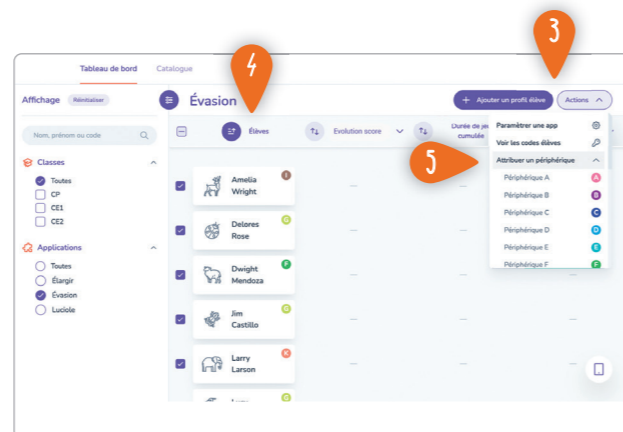 3
Tableau de bord Catalogue
4
Affichage Réinitialiser
Évasion
+ Ajouter un profil élève
Actions
Nom, prénom ou code
Élèves
Evolution score
Durée de jeu
cumulée
Paramétrer une app
Voir les codes élèves
5
Attribuer un périphérique
Périphérique A A
Périphérique B B
Périphérique C C
Périphérique D D
Périphérique E E
Périphérique F F
Classes
Toutes
CP
CE1
CE2
Applications
Toutes
Élargir
Évasion
Luciole
Amelia I
Wright
Delores G
Rose
Dwight F
Mendoza
Jim G
Castillo
Larry K
Larson
G